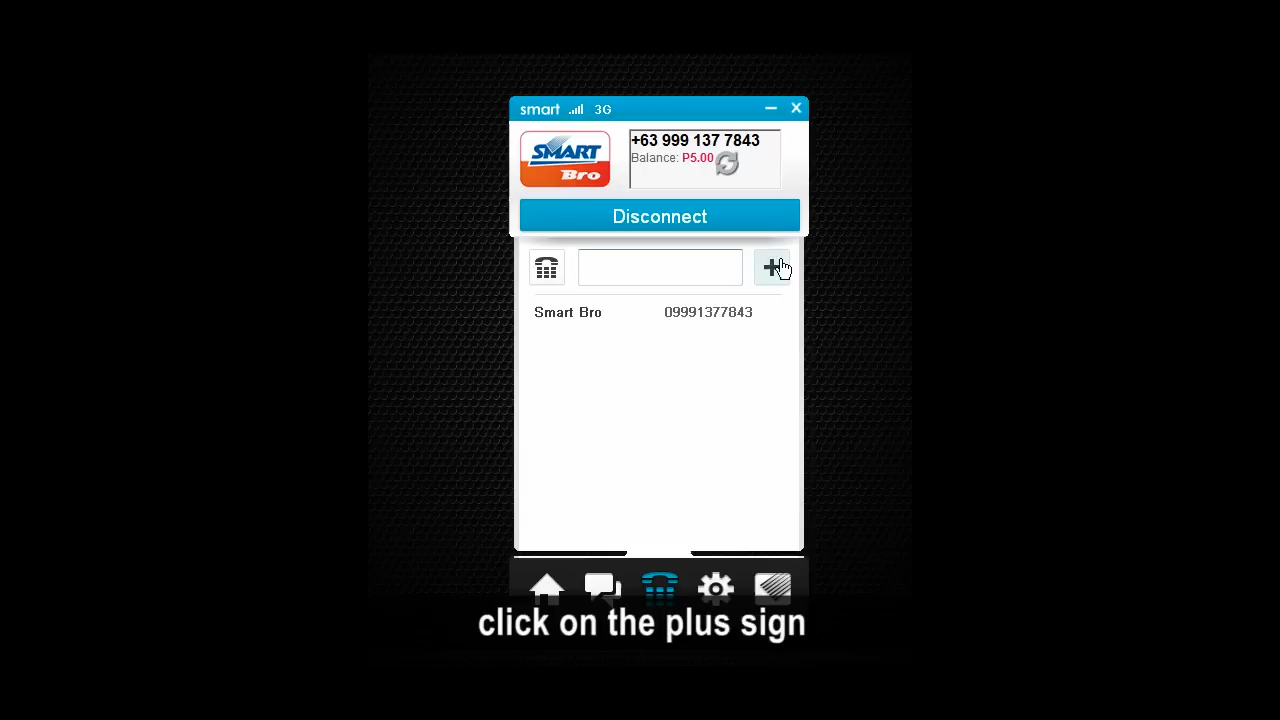 smart 3G
SMART
Bro
+63 999 137 7843
Balance: P5.00
Disconnect
Smart Bro 09991377843
click on the plus sign